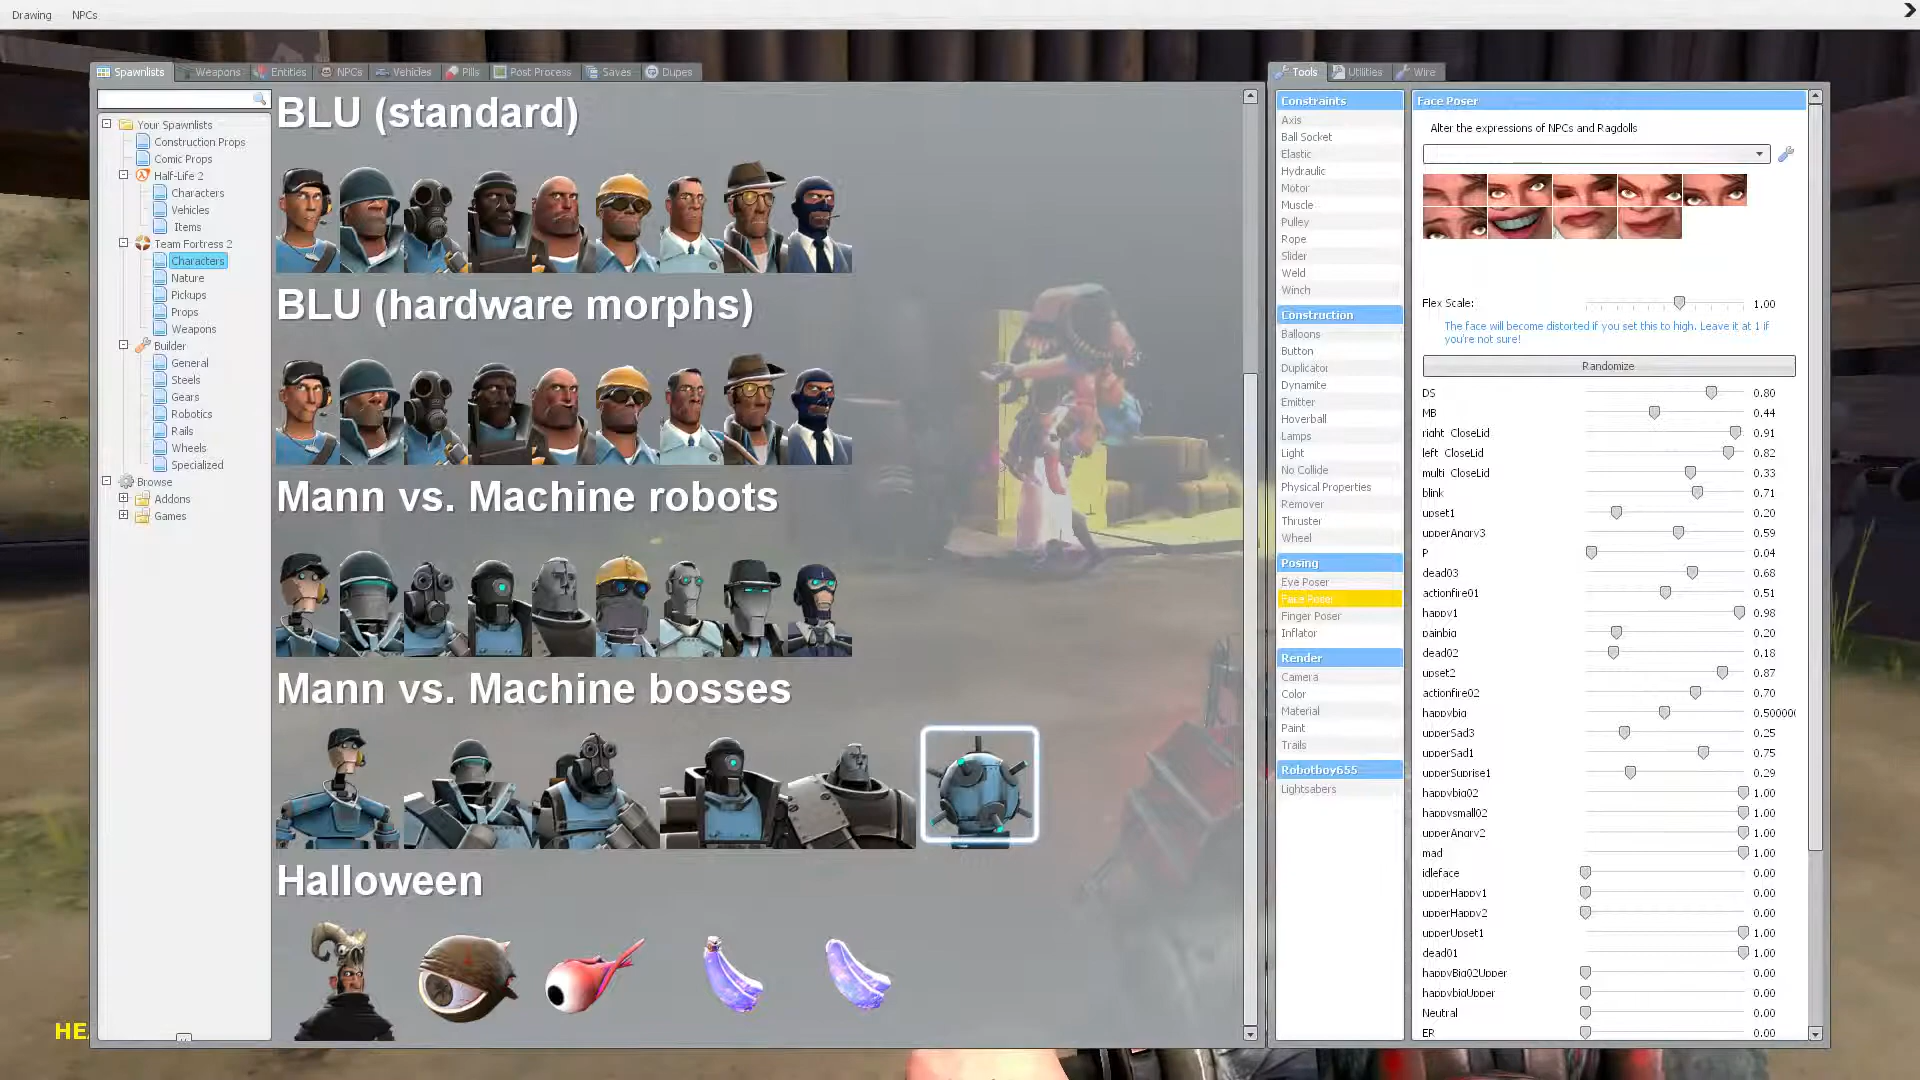 Drawing NPCs
Spawnlists Weapons Entities NPCs Vehicles Pills Post Process Saves Dupes
Your Spawnlists
Construction Props
Comic Props
Half-Life 2
Characters
Vehicles
Items
Team Fortress 2
Characters
Nature
Pickups
Props
Weapons
Builder
General
Steels
Gears
Robotics
Rails
Wheels
Specialized
Browse
Addons
Games
BLU (standard)
BLU (hardware morphs)
Mann vs. Machine robots
Mann vs. Machine bosses
Halloween
HE
Tools Utilities Wire
Constraints
Axis
Ball Socket
Elastic
Hydraulic
Motor
Muscle
Pulley
Rope
Slider
Weld
Winch
Construction
Balloons
Button
Duplicator
Dynamite
Emitter
Hoverball
Lamps
Light
No Collide
Physical Properties
Remover
Thruster
Wheel
Posing
Eye Poser
Face Poser
Finger Poser
Inflator
Render
Camera
Color
Material
Paint
Trails
Robotboy655
Lightsabers
Face Poser
Alter the expressions of NPCs and Ragdolls
Flex Scale: 1.00
The face will become distorted if you set this to high. Leave it at 1 if
you're not sure!
Randomize
DS 0.80
MB 0.44
right_CloseLid 0.91
left_CloseLid 0.82
multi_CloseLid 0.33
blink 0.71
upset1 0.20
upperAngry3 0.59
P 0.04
dead03 0.68
actionfire01 0.51
happy1 0.98
painbig 0.20
dead02 0.18
upset2 0.87
actionfire02 0.70
happybig 0.50000
upperSad3 0.25
upperSad1 0.75
upperSuprise1 0.29
happybig02 1.00
happysmall02 1.00
upperAngry2 1.00
mad 1.00
idleface 0.00
upperHappy1 0.00
upperHappy2 0.00
upperUpset1 1.00
dead01 1.00
happyBig02Upper 0.00
happybigUpper 0.00
Neutral 0.00
ER 0.00